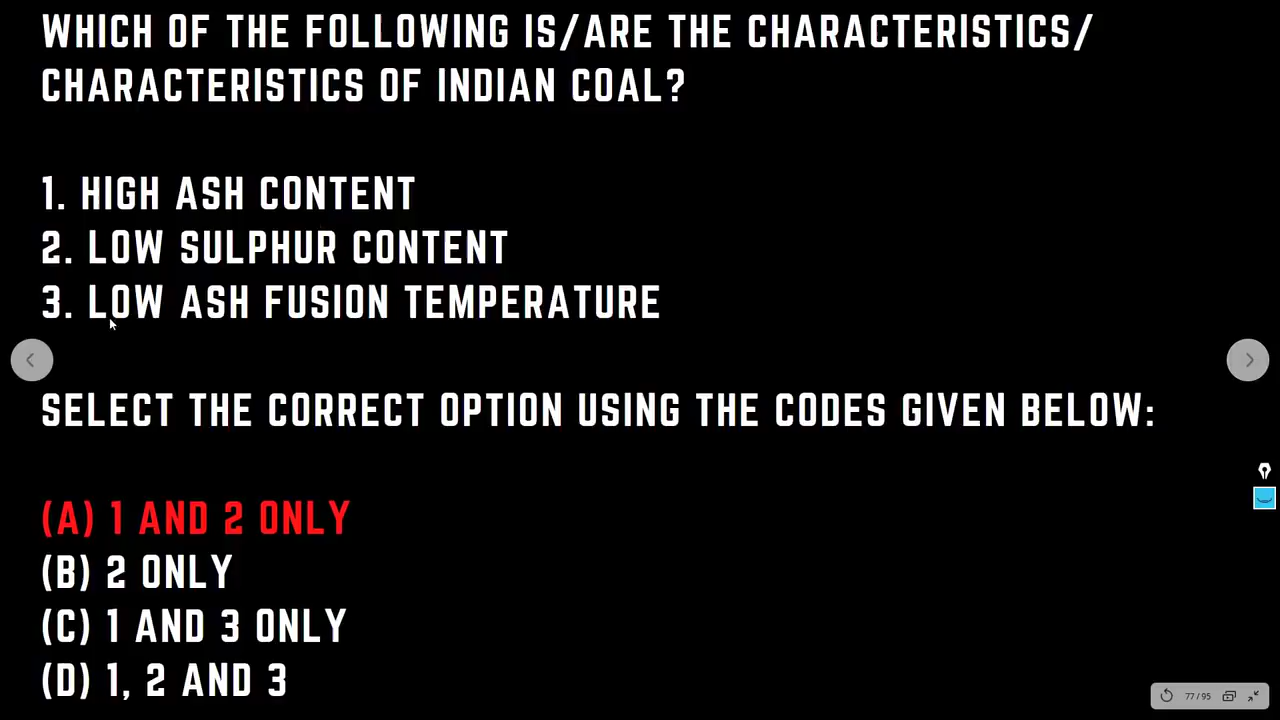 WHICH OF THE FOLLOWING IS/ARE THE CHARACTERISTICS/
CHARACTERISTICS OF INDIAN COAL?
1. HIGH ASH CONTENT
2. LOW SULPHUR CONTENT
3. LOW ASH FUSION TEMPERATURE
SELECT THE CORRECT OPTION USING THE CODES GIVEN BELOW:
(A) 1 AND 2 ONLY
(B) 2 ONLY
(C) 1 AND 3 ONLY
(D) 1, 2 AND 3
77 / 95